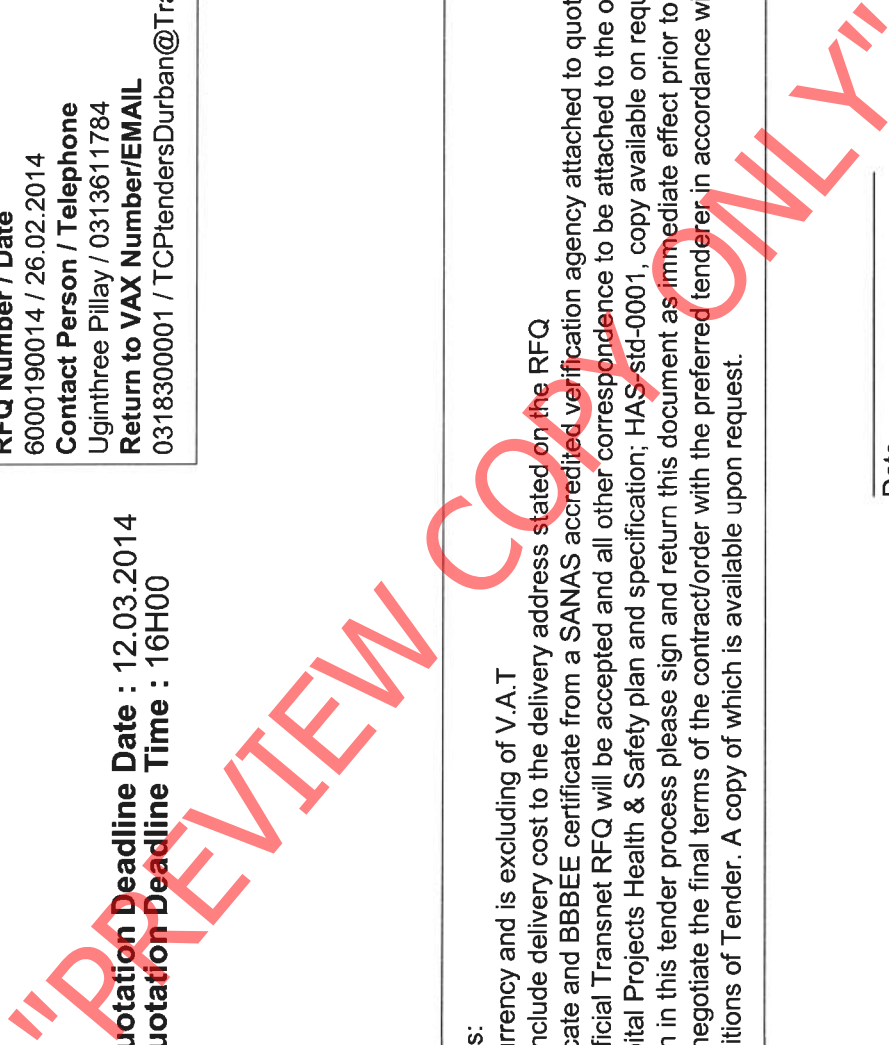 RFQ Number / Date
6000190014 / 26.02.2014
Contact Person / Telephone
Uginthree Pillay / 0313611784
Return to VAX Number/EMAIL
0318300001 / TCPtendersDurban@Tra
uotation Deadline Date : 12.03.2014
uotation Deadline Time : 16H00
s:
rrency and is excluding of V.A.T
nclude delivery cost to the delivery address stated on the RFQ
cate and BBBEE certificate from a SANAS accredited verification agency attached to quot
ficial Transnet RFQ will be accepted and all other correspondence to be attached to the o
ital Projects Health & Safety plan and specification; HAS-std-0001, copy available on requ
n in this tender process please sign and return this document as immediate effect prior to
negotiate the final terms of the contract/order with the preferred tenderer in accordance w
itions of Tender. A copy of which is available upon request.
Date
"PREVIEW COPY ONLY"